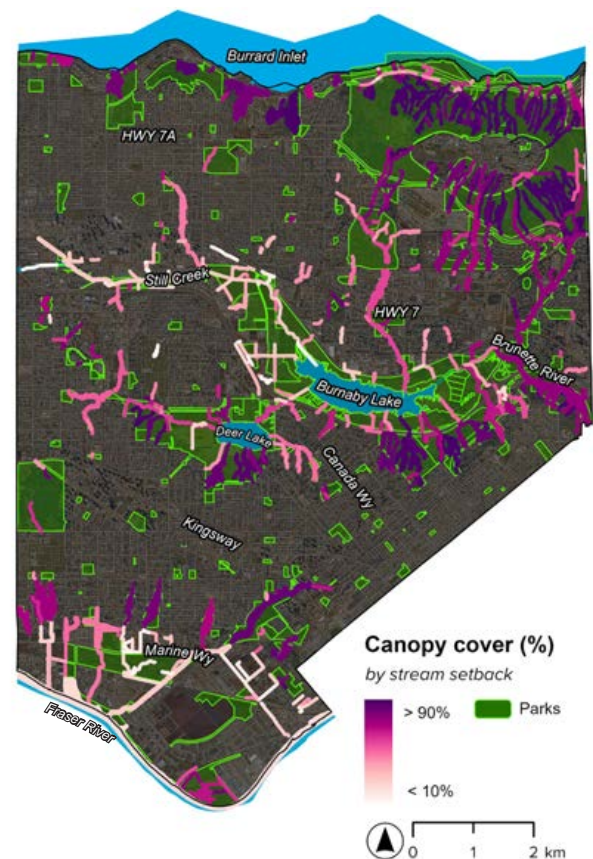 Burrard Inlet
HWY 7A
Still Creek
HWY 7
Brunette River
Burnaby Lake
Deer Lake
Canada Wy
Kingsway
Marine Wy
Fraser River
Canopy cover (%)
by stream setback
> 90%
Parks
< 10%
0 1 2 km